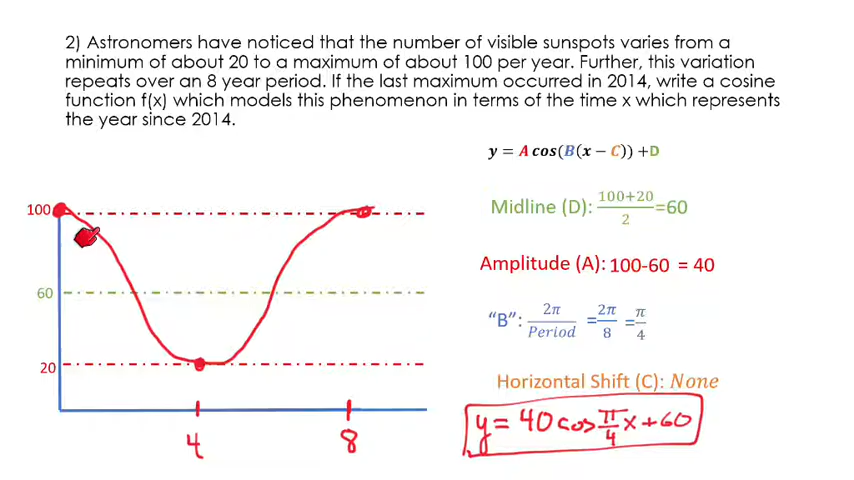 2) Astronomers have noticed that the number of visible sunspots varies from a
minimum of about 20 to a maximum of about 100 per year. Further, this variation
repeats over an 8 year period. If the last maximum occurred in 2014, write a cosine
function f(x) which models this phenomenon in terms of the time x which represents
the year since 2014.
y = A cos(B(x − C)) +D
Midline (D): (100+20)/2 =60
Amplitude (A): 100-60 = 40
"B": 2π/Period =2π/8 =π/4
Horizontal Shift (C): None
y = 40 cos π/4 x + 60
100
60
20
4
8